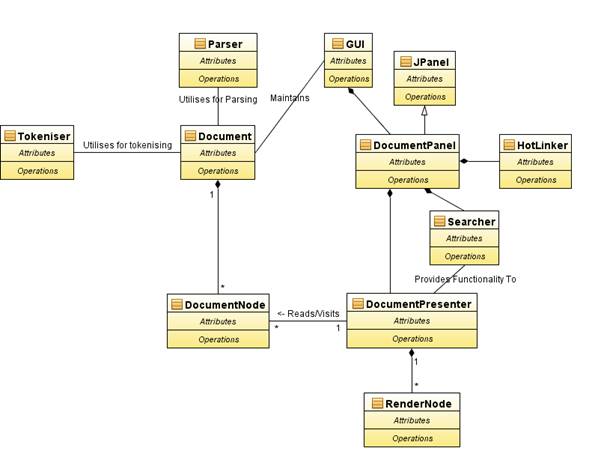 Parser
Attributes
Operations
GUI
Attributes
Operations
JPanel
Attributes
Operations
Utilises for Parsing
Maintains
Tokeniser
Attributes
Operations
Utilises for tokenising
Document
Attributes
Operations
DocumentPanel
Attributes
Operations
HotLinker
Attributes
Operations
1
*
Searcher
Attributes
Operations
Provides Functionality To
DocumentNode
Attributes
Operations
<- Reads/Visits
*
1
DocumentPresenter
Attributes
Operations
1
*
RenderNode
Attributes
Operations